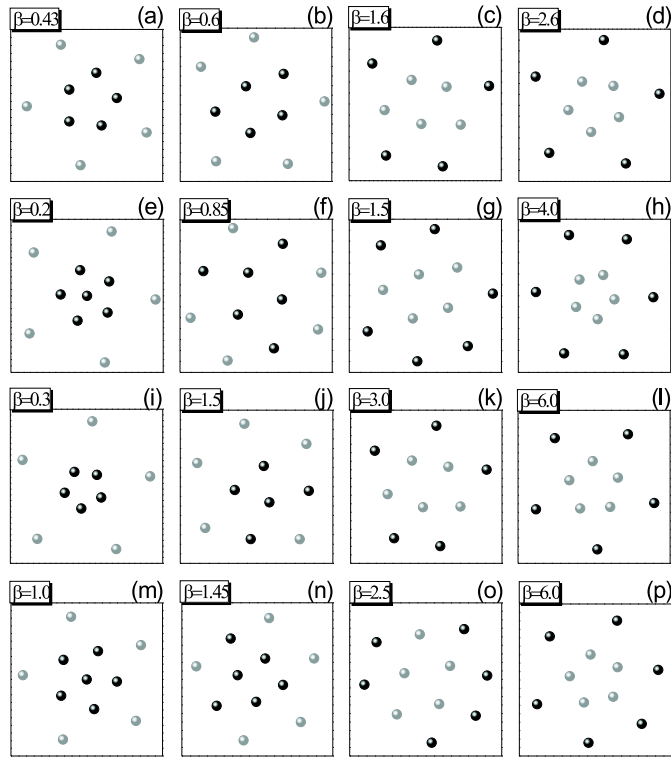 β=0.43 (a) β=0.6 (b) β=1.6 (c) β=2.6 (d)
β=0.2 (e) β=0.85 (f) β=1.5 (g) β=4.0 (h)
β=0.3 (i) β=1.5 (j) β=3.0 (k) β=6.0 (l)
β=1.0 (m) β=1.45 (n) β=2.5 (o) β=6.0 (p)